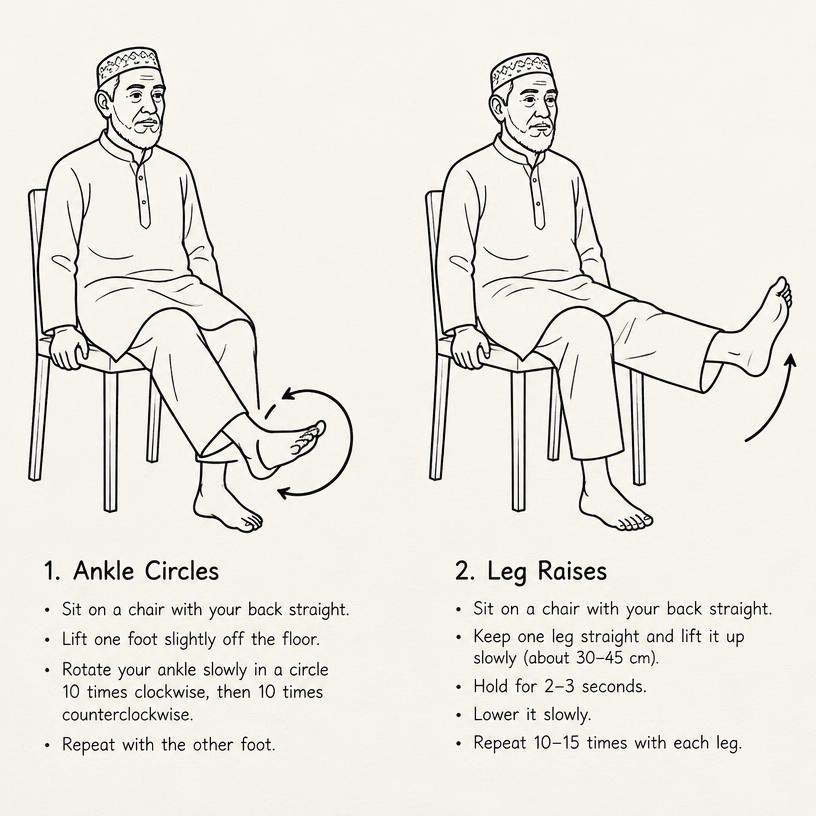 1. Ankle Circles
• Sit on a chair with your back straight.
• Lift one foot slightly off the floor.
• Rotate your ankle slowly in a circle
10 times clockwise, then 10 times
counterclockwise.
• Repeat with the other foot.
2. Leg Raises
• Sit on a chair with your back straight.
• Keep one leg straight and lift it up
slowly (about 30–45 cm).
• Hold for 2–3 seconds.
• Lower it slowly.
• Repeat 10–15 times with each leg.